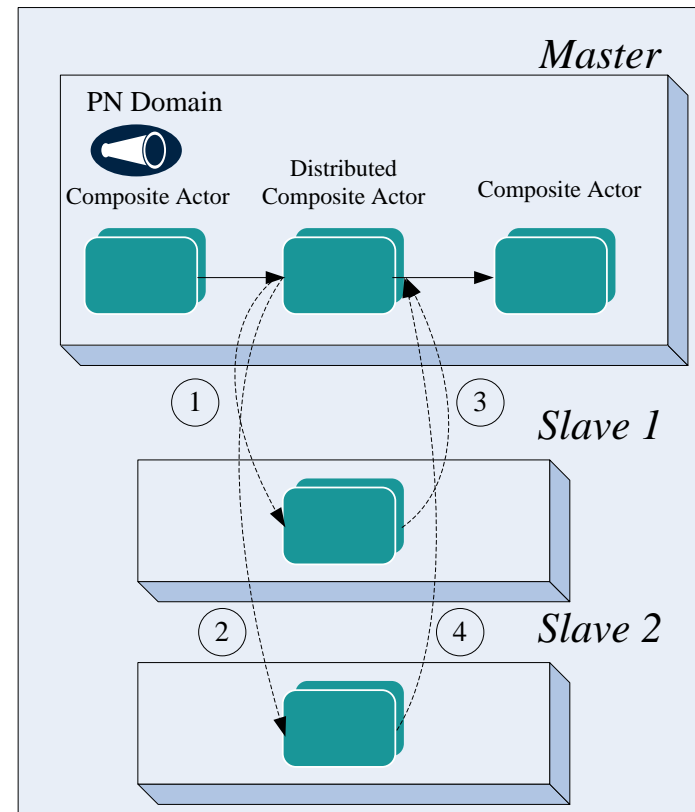 Master
PN Domain
Composite Actor
Distributed
Composite Actor
Composite Actor
1
3
Slave 1
2
4
Slave 2